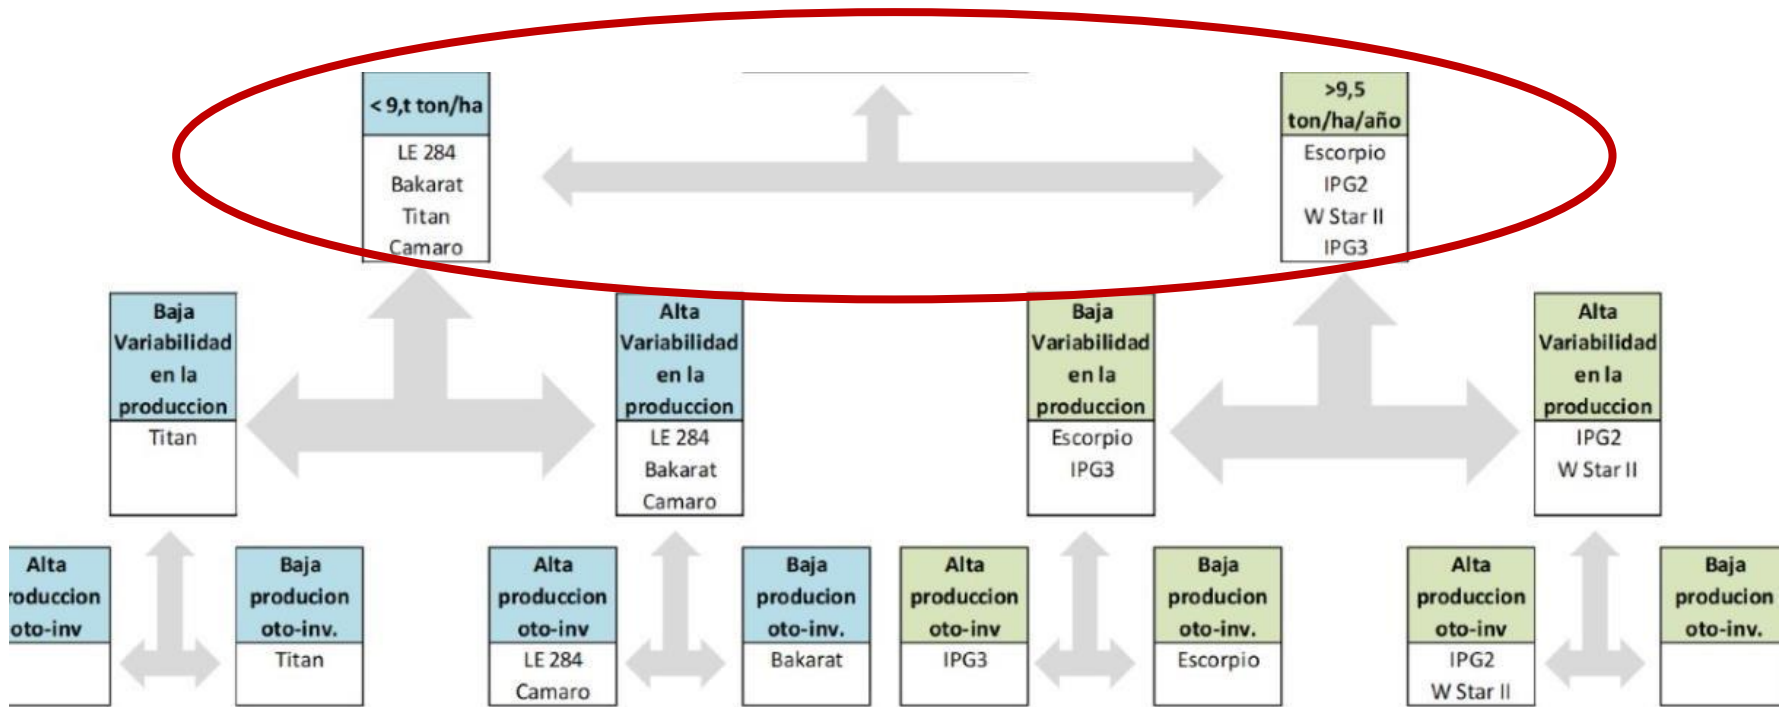 < 9,t ton/ha
LE 284
Bakarat
Titan
Camaro
>9,5
ton/ha/año
Escorpio
IPG2
W Star II
IPG3
Baja
Variabilidad
en la
produccion
Titan
Alta
Variabilidad
en la
produccion
LE 284
Bakarat
Camaro
Baja
Variabilidad
en la
produccion
Escorpio
IPG3
Alta
Variabilidad
en la
produccion
IPG2
W Star II
Alta
roduccion
oto-inv
Baja
producion
oto-inv.
Titan
Alta
produccion
oto-inv
LE 284
Camaro
Baja
producion
oto-inv.
Bakarat
Alta
produccion
oto-inv
IPG3
Baja
producion
oto-inv.
Escorpio
Alta
produccion
oto-inv
IPG2
W Star II
Baja
producion
oto-inv.